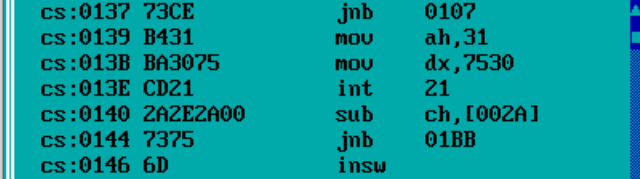 cs:0137 73CE jnb 0107
cs:0139 B431 mov ah,31
cs:013B BA3075 mov dx,7530
cs:013E CD21 int 21
cs:0140 2A2E2A00 sub ch,[002A]
cs:0144 7375 jnb 01BB
cs:0146 6D insw